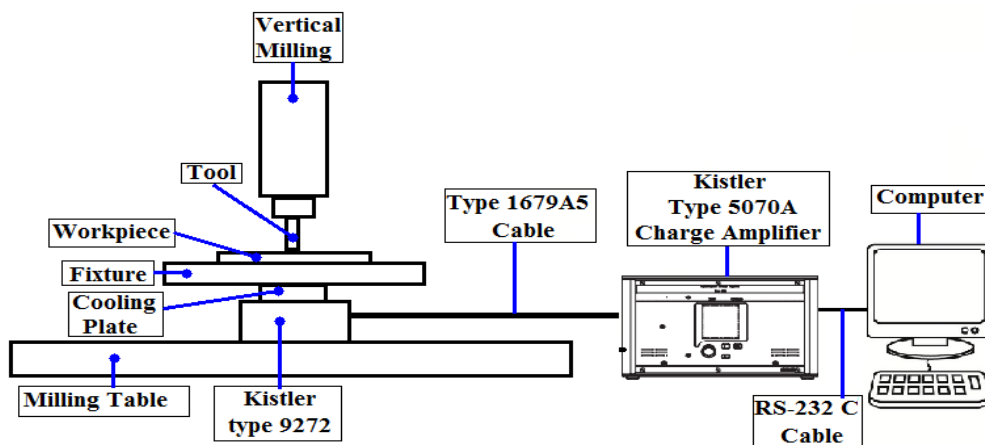 Vertical
Milling
Tool
Workpiece
Fixture
Cooling
Plate
Milling Table
Kistler
type 9272
Type 1679A5
Cable
Kistler
Type 5070A
Charge Amplifier
Computer
RS-232 C
Cable